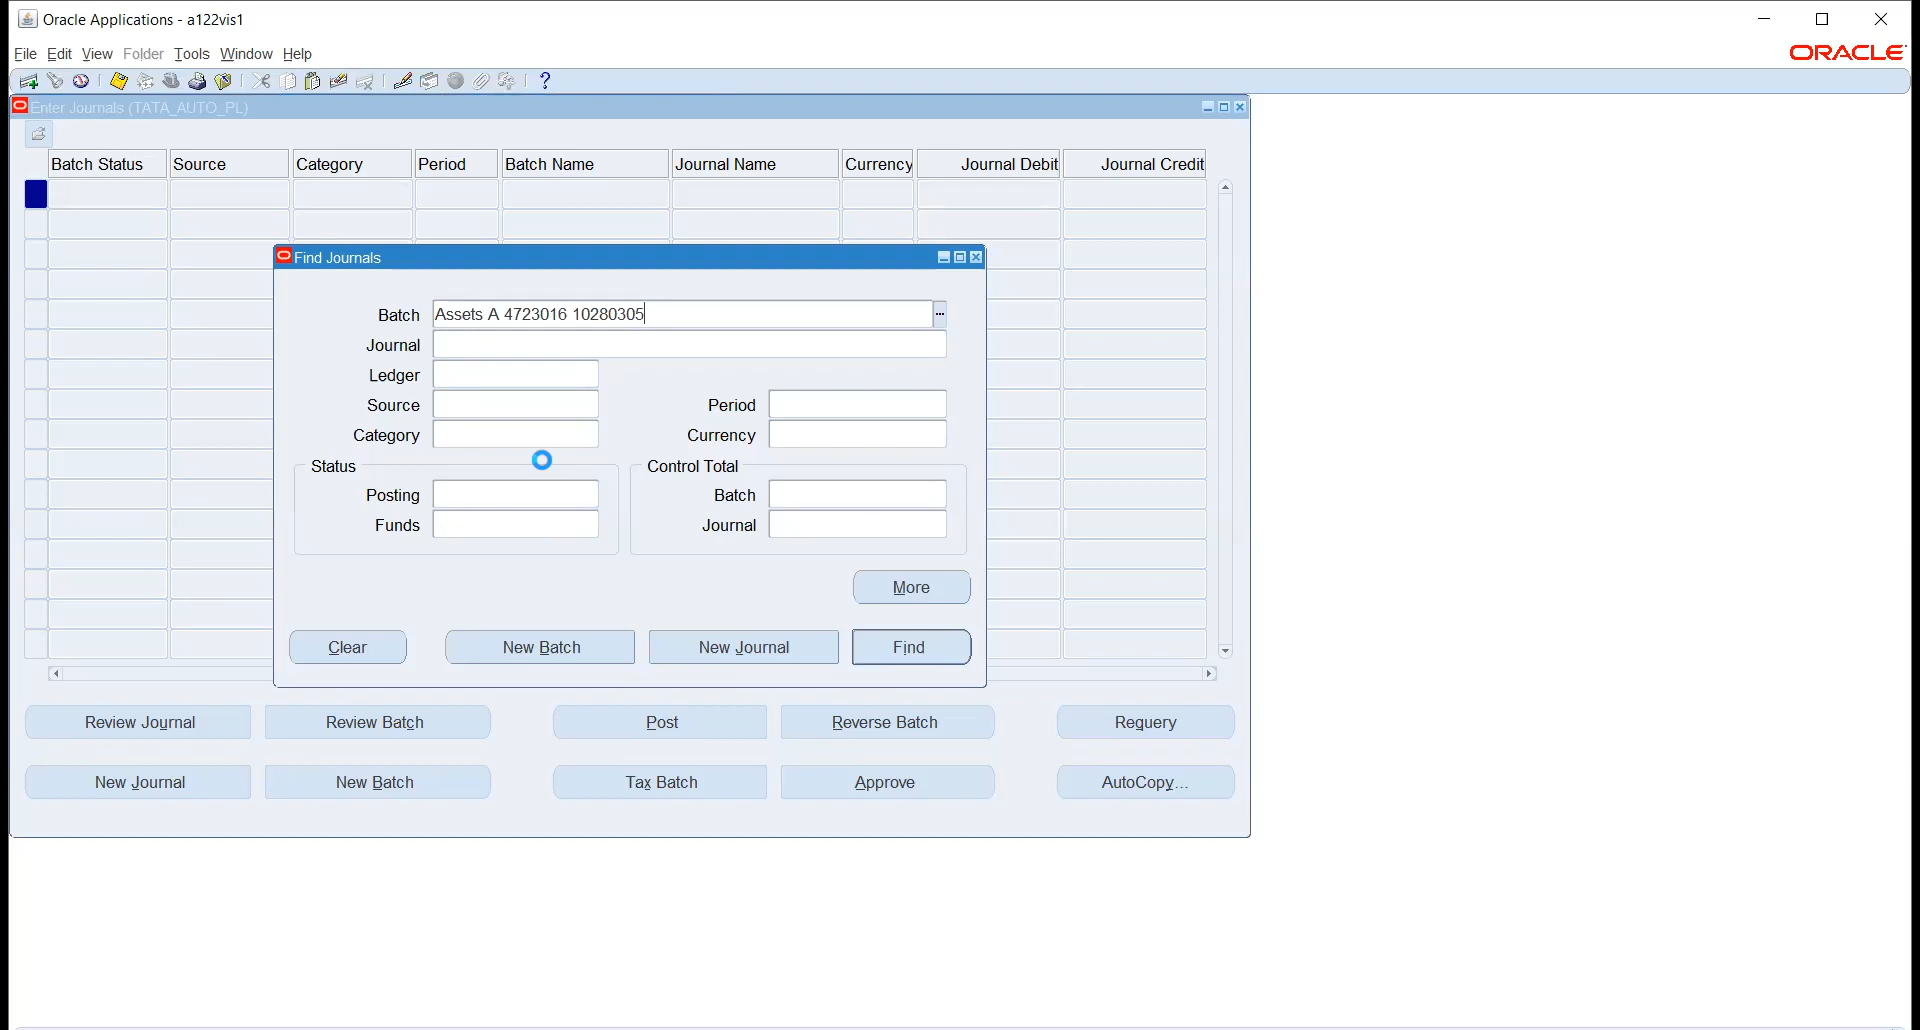 Oracle Applications - a122vis1
File Edit View Folder Tools Window Help
ORACLE
Enter Journals (TATA_AUTO_PL)
Batch Status Source Category Period Batch Name Journal Name Currency Journal Debit Journal Credit
Find Journals
Batch Assets A 4723016 10280305
Journal
Ledger
Source Period
Category Currency
Status Control Total
Posting Batch
Funds Journal
More
Clear New Batch New Journal Find
Review Journal Review Batch Post Reverse Batch Requery
New Journal New Batch Tax Batch Approve AutoCopy...